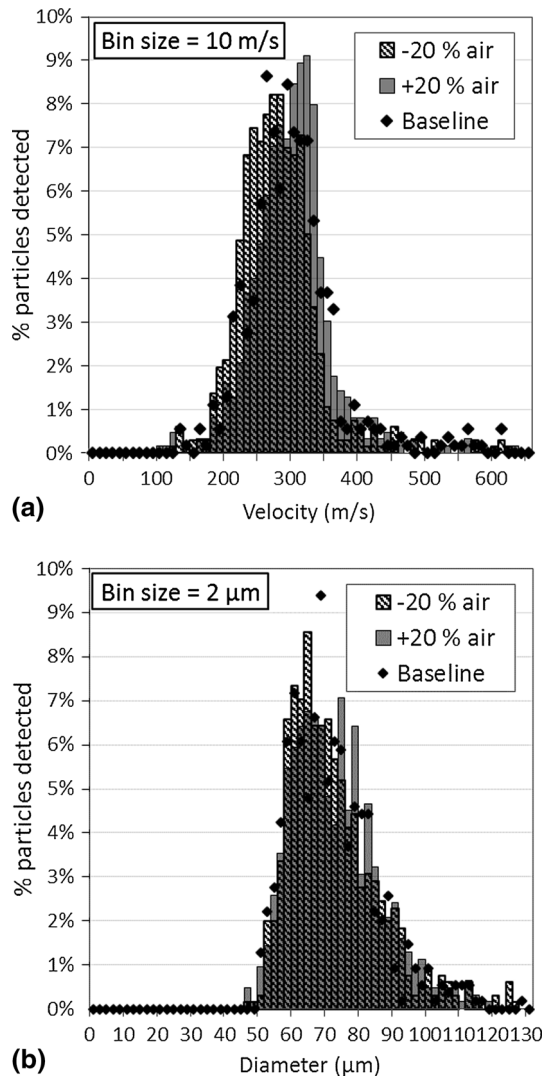 10%
Bin size = 10 m/s
9%
-20 % air
8%
+20 % air
7%
Baseline
6%
5%
4%
3%
2%
1%
0%
% particles detected
0 100 200 300 400 500 600
Velocity (m/s)
(a)
10%
Bin size = 2 µm
9%
-20 % air
8%
+20 % air
7%
Baseline
6%
5%
4%
3%
2%
1%
0%
% particles detected
0 10 20 30 40 50 60 70 80 90 100 110 120 130
Diameter (µm)
(b)